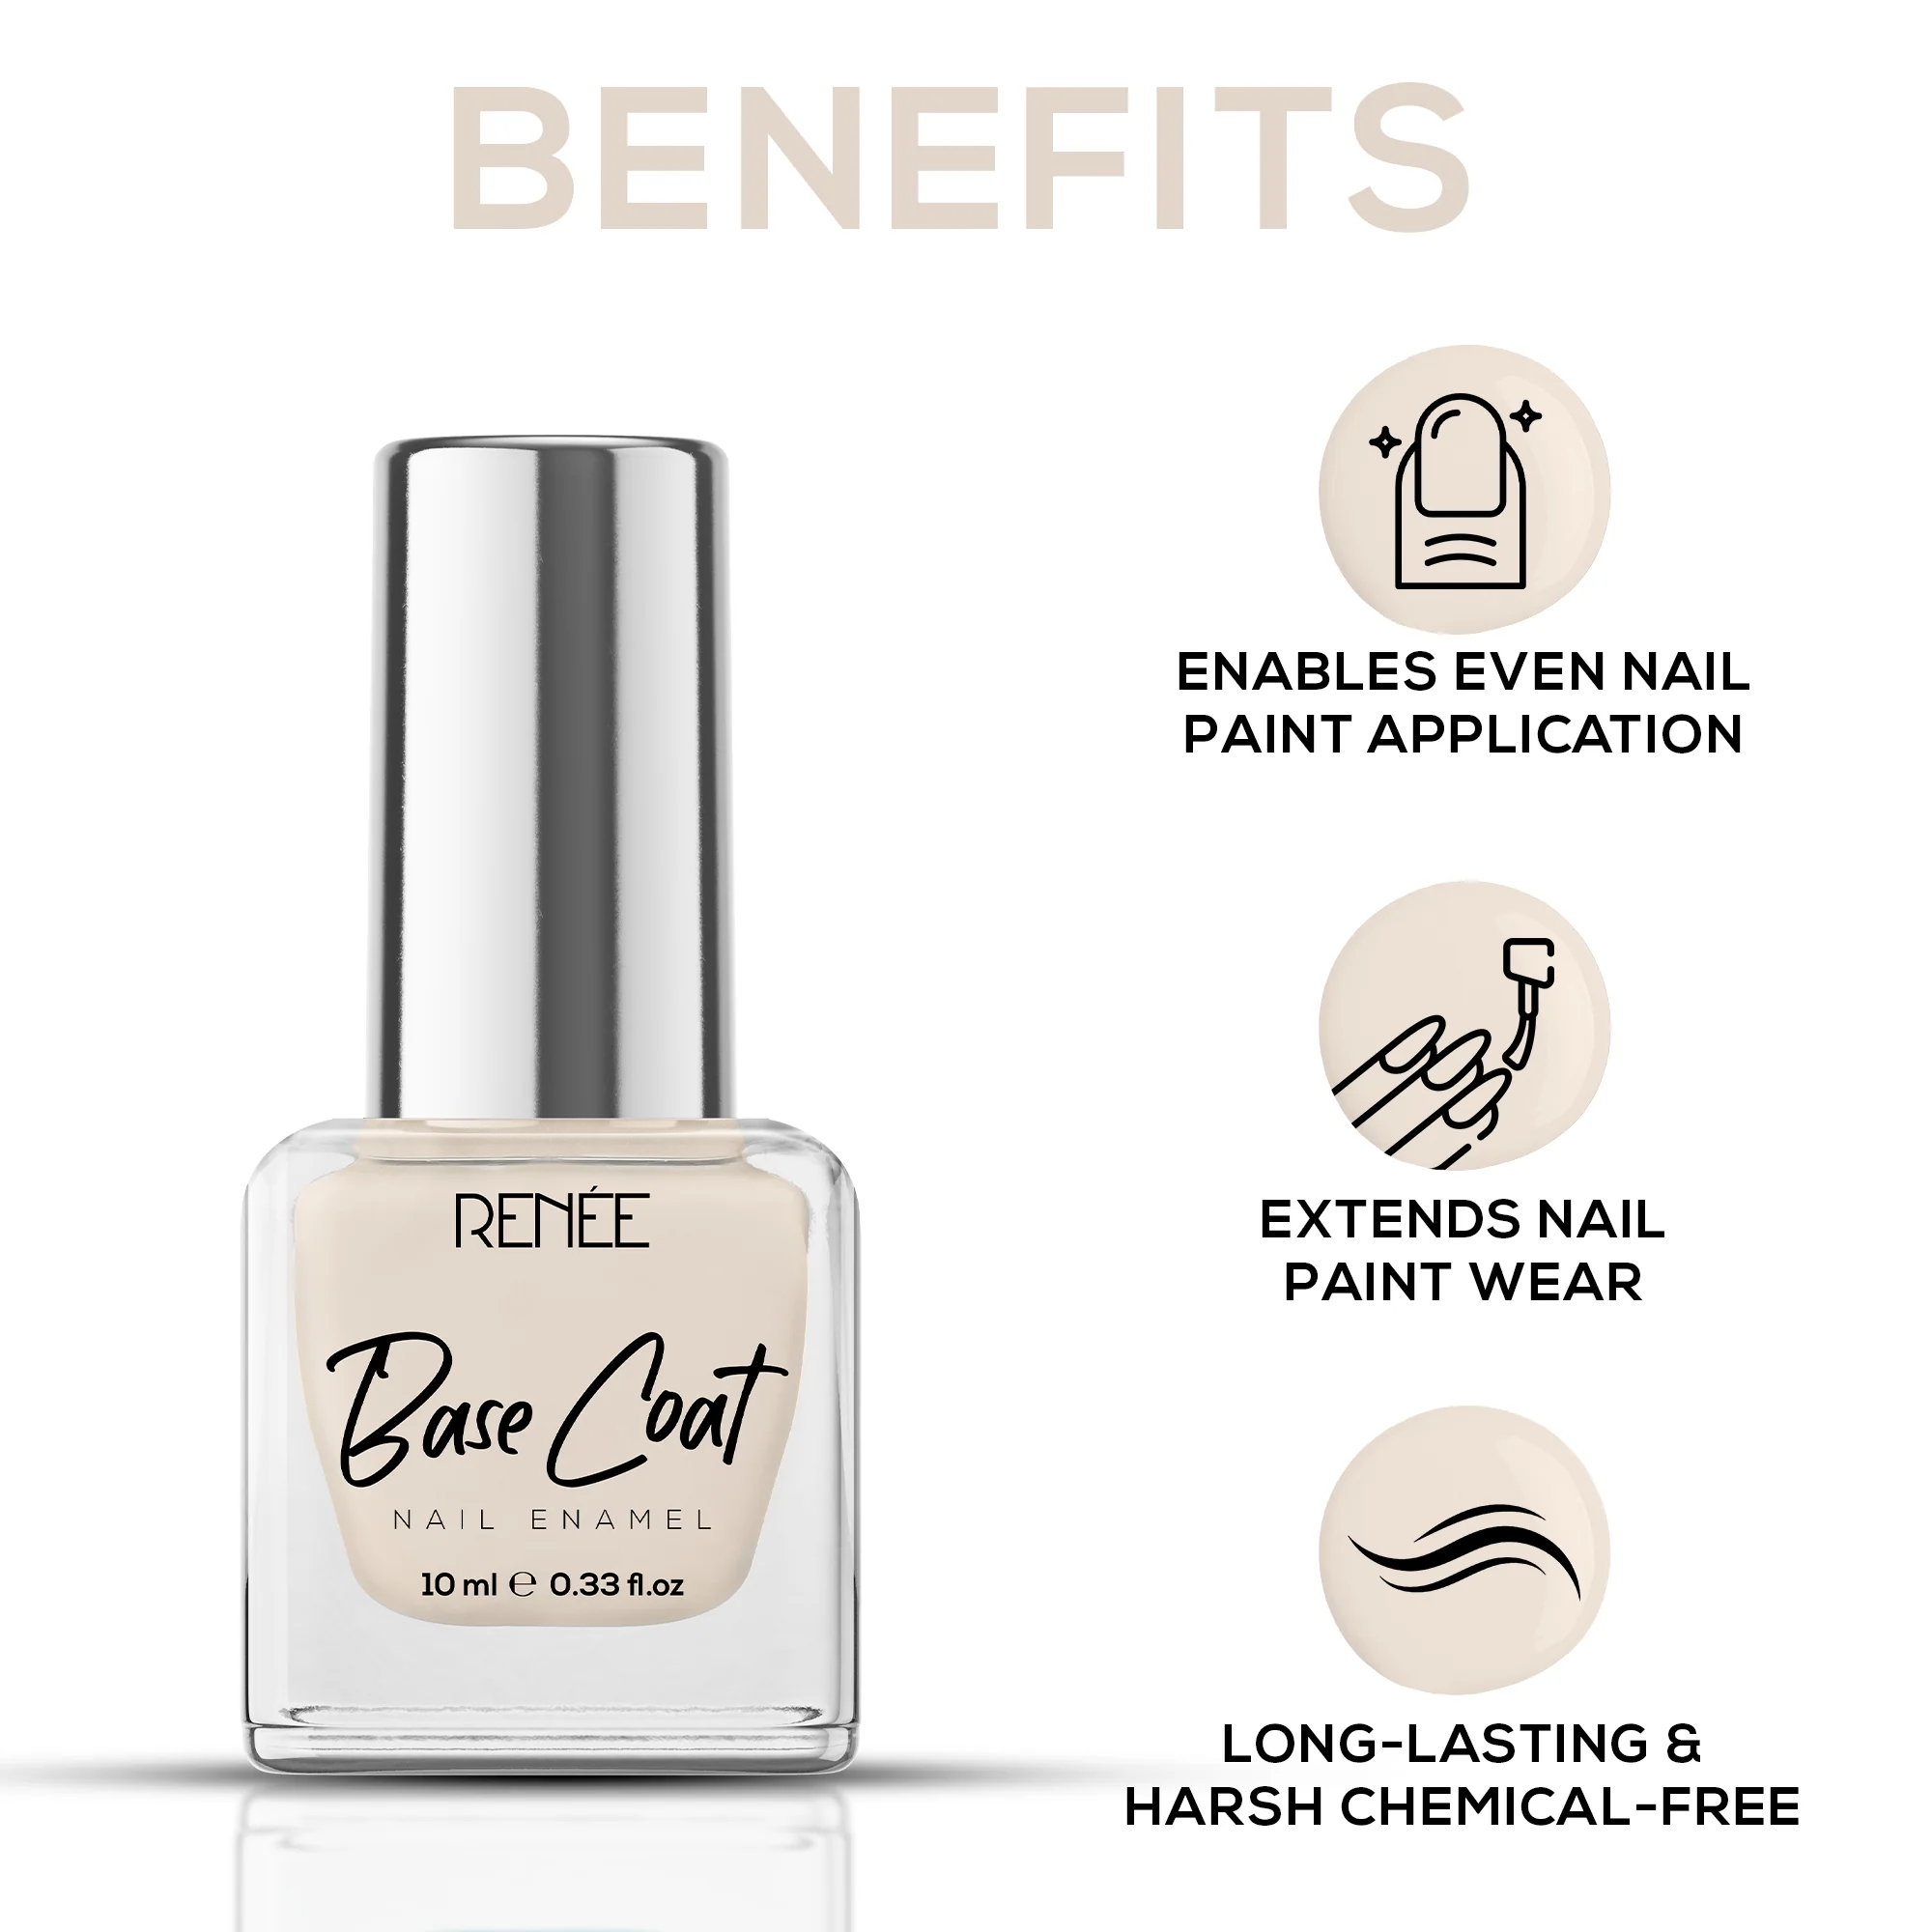 BENEFITS
RENÉE
Base Coat
NAIL ENAMEL
10 ml ℮ 0.33 fl.oz
ENABLES EVEN NAIL
PAINT APPLICATION
EXTENDS NAIL
PAINT WEAR
LONG-LASTING &
HARSH CHEMICAL-FREE